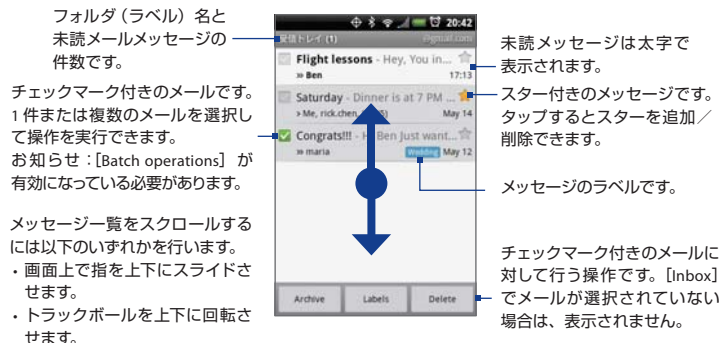 フォルダ（ラベル）名と
未読メールメッセージの
件数です。
チェックマーク付きのメールです。
1 件または複数のメールを選択し
て操作を実行できます。
お知らせ：[Batch operations] が
有効になっている必要があります。
メッセージ一覧をスクロールする
には以下のいずれかを行います。
・画面上で指を上下にスライドさ
せます。
・トラックボールを上下に回転さ
せます。
20:42
受信トレイ (1)
@gmail.com
Flight lessons - Hey, You in...
» Ben
17:13
Saturday - Dinner is at 7 PM ...
› Me, rick.chen,
May 14
Congrats!!! - Hi Ben Just want...
» maria
Wedding
May 12
Archive
Labels
Delete
未読メッセージは太字で
表示されます。
スター付きのメッセージです。
タップするとスターを追加／
削除できます。
メッセージのラベルです。
チェックマーク付きのメールに
対して行う操作です。[Inbox]
でメールが選択されていない
場合は、表示されません。